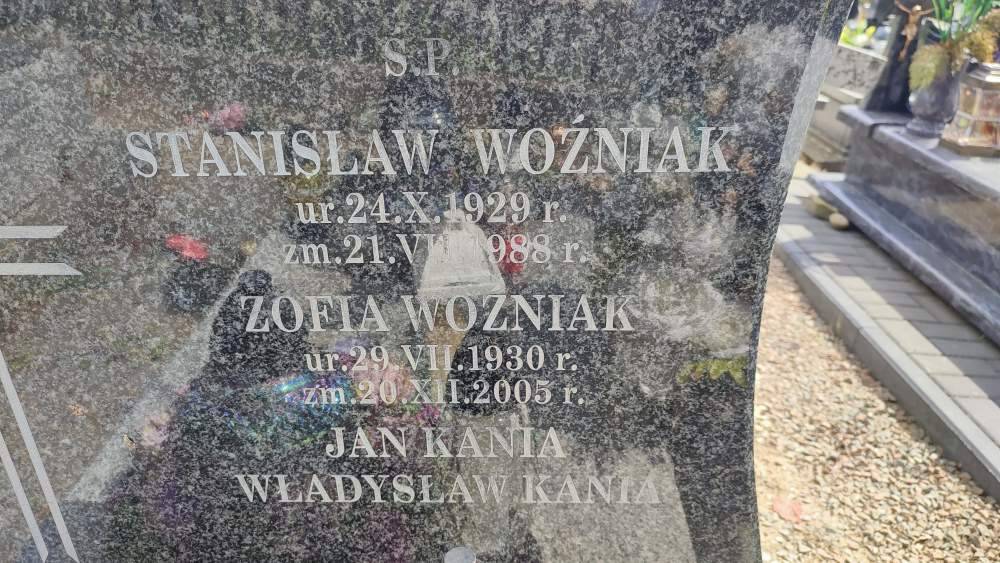 Ś.P.
STANISŁAW WOŹNIAK
ur.24.X.1929 r.
zm.21.VII.1988 r.
ZOFIA WOŹNIAK
ur.29.VII.1930 r.
zm.20.XII.2005 r.
JAN KANIA
WŁADYSŁAW KANIA